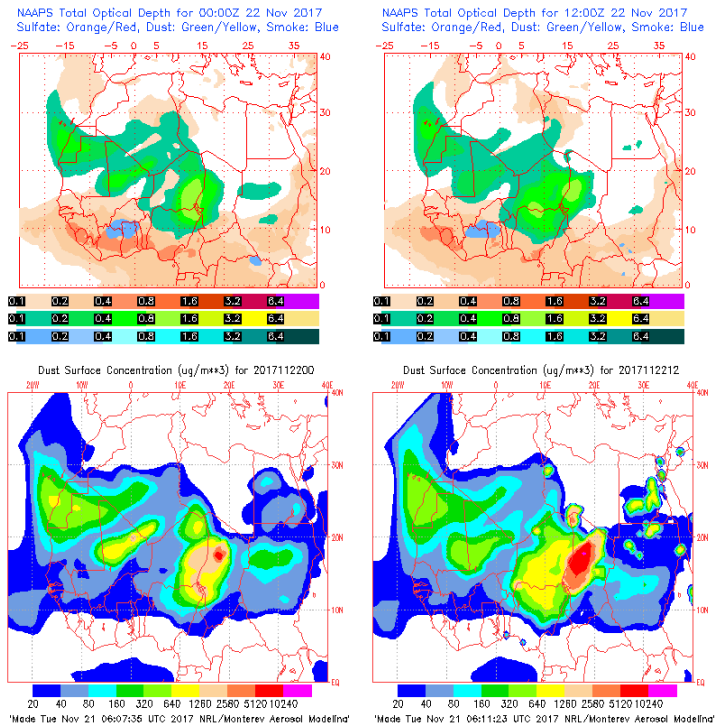 NAAPS Total Optical Depth for 00:00Z 22 Nov 2017
Sulfate: Orange/Red, Dust: Green/Yellow, Smoke: Blue
-25 -15 -5 0 5 15 25 40
40
30
20
10
0
0.1 0.2 0.4 0.8 1.6 3.2 6.4
0.1 0.2 0.4 0.8 1.6 3.2 6.4
0.1 0.2 0.4 0.8 1.6 3.2 6.4
NAAPS Total Optical Depth for 12:00Z 22 Nov 2017
Sulfate: Orange/Red, Dust: Green/Yellow, Smoke: Blue
-25 -15 -5 0 5 15 25 40
40
30
20
10
0
0.1 0.2 0.4 0.8 1.6 3.2 6.4
0.1 0.2 0.4 0.8 1.6 3.2 6.4
0.1 0.2 0.4 0.8 1.6 3.2 6.4
Dust Surface Concentration (ug/m**3) for 2017112200
20W 10W 0 10E 20E 30E 40E
40N
30N
20N
10N
EQ
20 40 80 160 320 640 1280 2560 5120 10240
'Made Tue Nov 21 06:07:35 UTC 2017 NRL/Monterey Aerosol Modeling'
Dust Surface Concentration (ug/m**3) for 2017112212
20W 10W 0 10E 20E 30E 40E
40N
30N
20N
10N
EQ
20 40 80 160 320 640 1280 2560 5120 10240
'Made Tue Nov 21 06:11:23 UTC 2017 NRL/Monterey Aerosol Modeling'